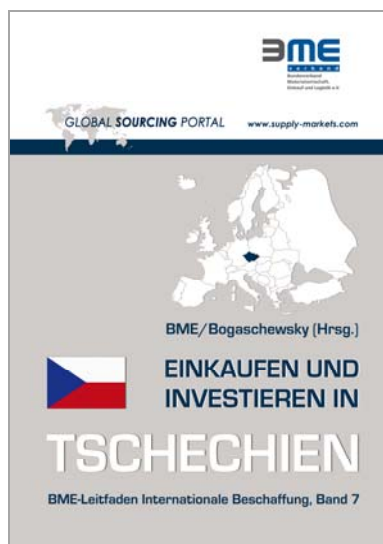 BME
verband
Bundesverband
Materialwirtschaft,
Einkauf und Logistik e.V.
GLOBAL SOURCING PORTAL
www.supply-markets.com
BME/Bogaschewsky (Hrsg.)
EINKAUFEN UND
INVESTIEREN IN
TSCHECHIEN
BME-Leitfaden Internationale Beschaffung, Band 7